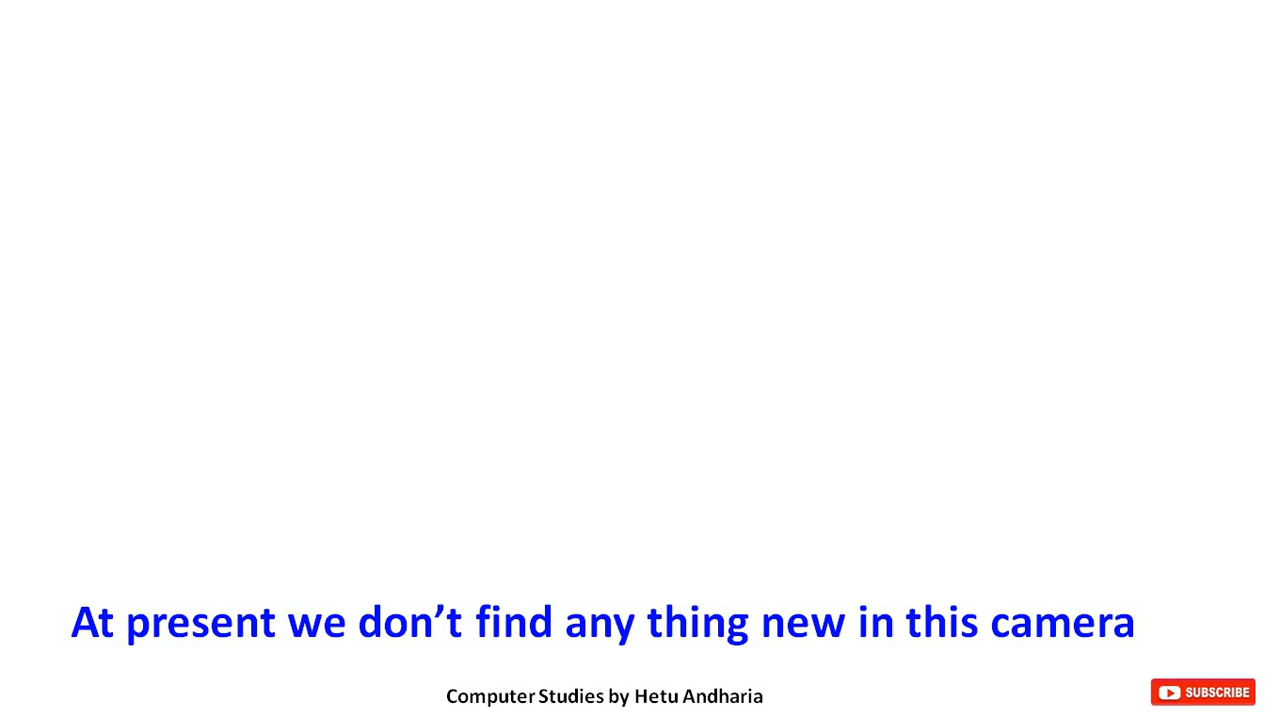 At present we don’t find any thing new in this camera
Computer Studies by Hetu Andharia
SUBSCRIBE